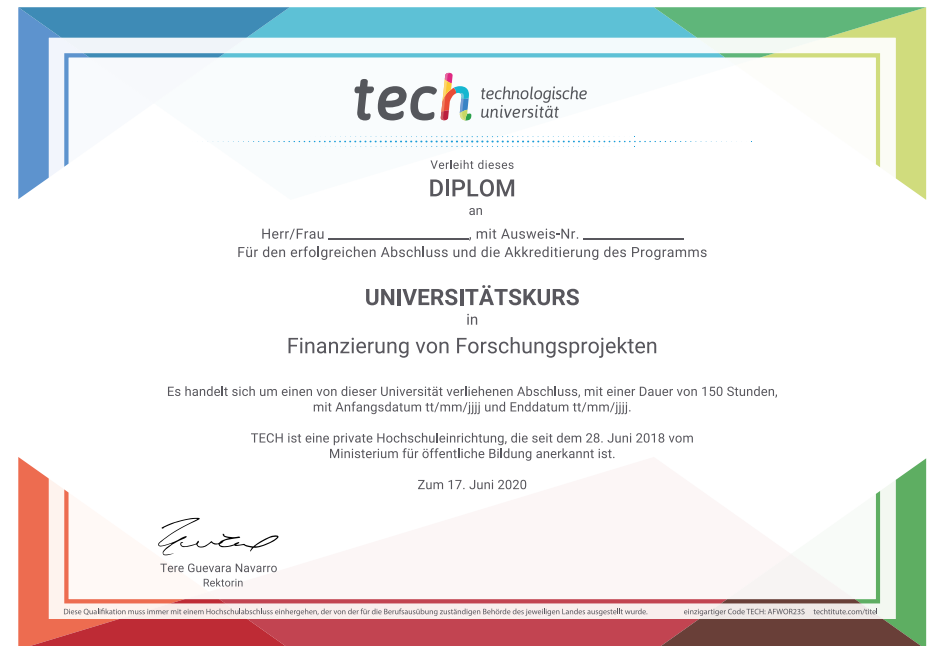 tech technologische
universität
Verleiht dieses
DIPLOM
an
Herr/Frau ____________________, mit Ausweis-Nr. ______________
Für den erfolgreichen Abschluss und die Akkreditierung des Programms
UNIVERSITÄTSKURS
in
Finanzierung von Forschungsprojekten
Es handelt sich um einen von dieser Universität verliehenen Abschluss, mit einer Dauer von 150 Stunden,
mit Anfangsdatum tt/mm/jjjj und Enddatum tt/mm/jjjj.
TECH ist eine private Hochschuleinrichtung, die seit dem 28. Juni 2018 vom
Ministerium für öffentliche Bildung anerkannt ist.
Zum 17. Juni 2020
Tere Guevara Navarro
Rektorin
Diese Qualifikation muss immer mit einem Hochschulabschluss einhergehen, der von der für die Berufsausübung zuständigen Behörde des jeweiligen Landes ausgestellt wurde. einzigartiger Code TECH: AFWOR23S techtitute.com/titel